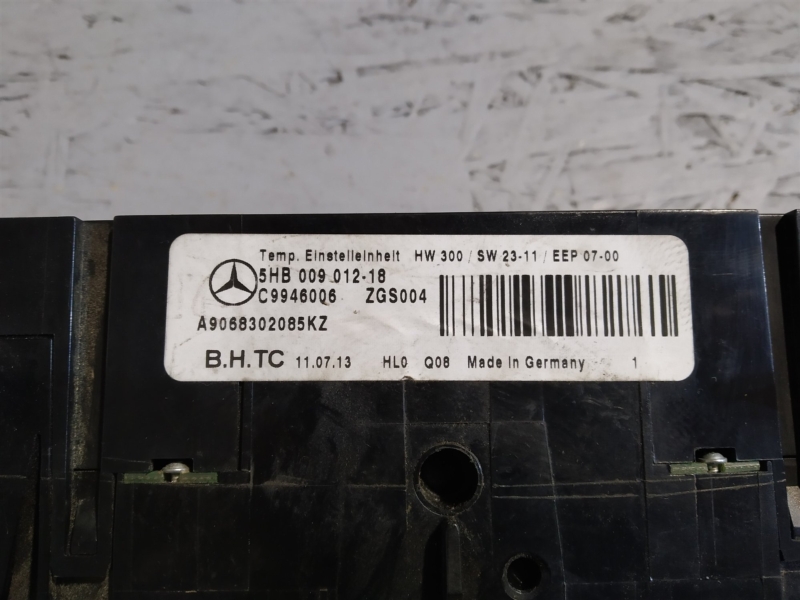 Temp. Einstelleinheit HW 300 / SW 23-11 / EEP 07-00
5HB 009 012-18
C9946006 ZGS004
A9068302085KZ
B.H.TC 11.07.13 HL0 Q08 Made in Germany 1